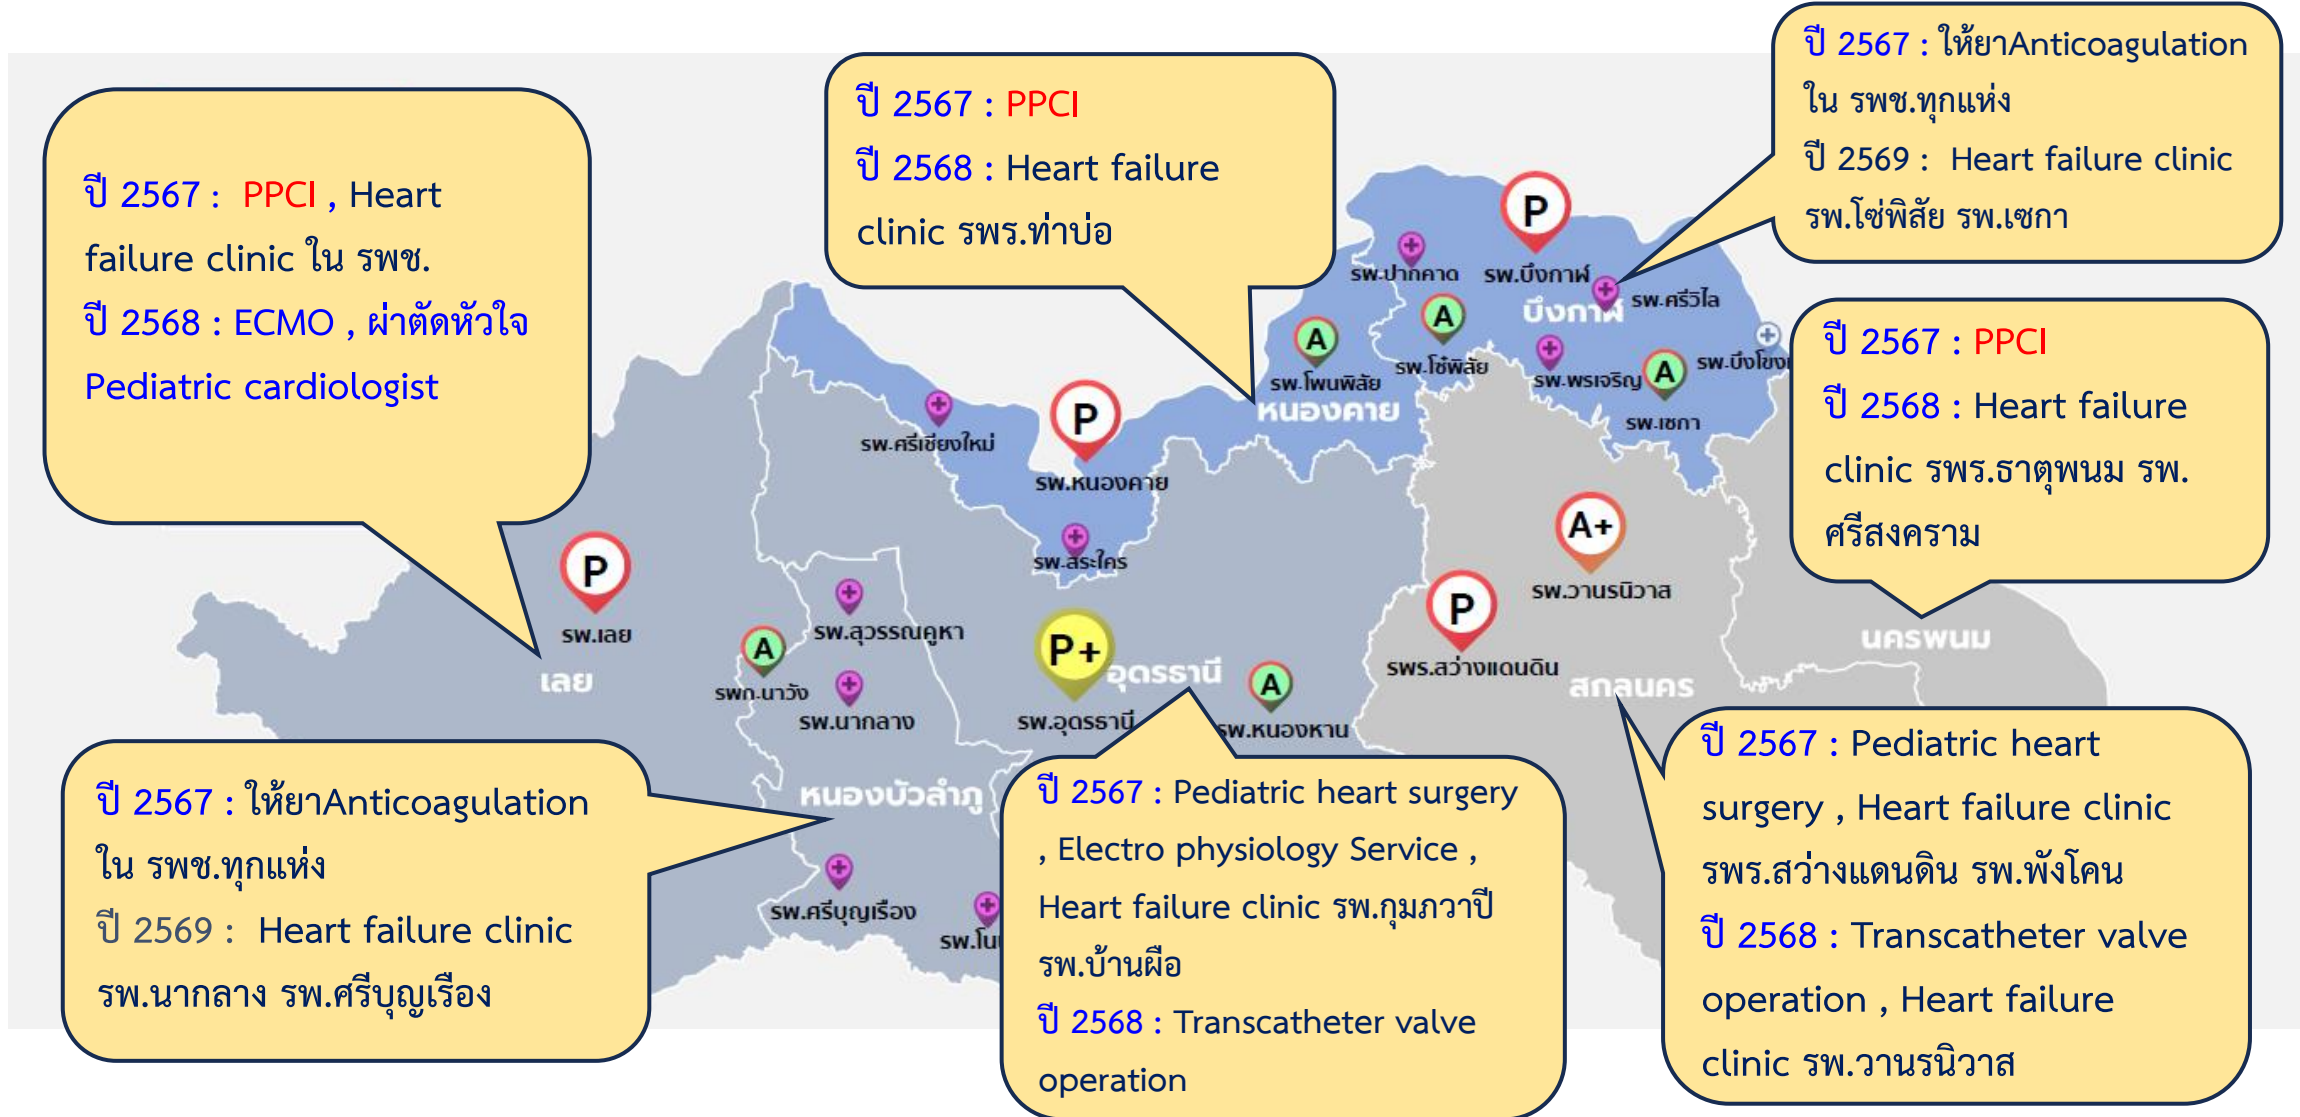 ปี 2567 : PPCI , Heart
failure clinic ใน รพช.
ปี 2568 : ECMO , ผ่าตัดหัวใจ
Pediatric cardiologist
ปี 2567 : PPCI
ปี 2568 : Heart failure
clinic รพร.ท่าบ่อ
ปี 2567 : ให้ยาAnticoagulation
ใน รพช.ทุกแห่ง
ปี 2569 : Heart failure clinic
รพ.โซ่พิสัย รพ.เซกา
ปี 2567 : PPCI
ปี 2568 : Heart failure
clinic รพร.ธาตุพนม รพ.
ศรีสงคราม
P
รพ.ปากคาด
รพ.บึงกาฬ
รพ.ศรีวิไล
บึงกาฬ
A
รพ.โพนพิสัย
A
รพ.โซ่พิสัย
รพ.พรเจริญ
A
รพ.เซกา
หนองคาย
รพ.ศรีเชียงใหม่
P
รพ.หนองคาย
รพ.สระใคร
A+
รพ.วานรนิวาส
P
รพ.เลย
เลย
A
รพก.นาวัง
รพ.สุวรรณคูหา
รพ.นากลาง
P+
รพ.อุดรธานี
อุดรธานี
A
รพ.หนองหาน
P
รพร.สว่างแดนดิน
สกลนคร
นครพนม
หนองบัวลำภู
รพ.ศรีบุญเรือง
ปี 2567 : ให้ยาAnticoagulation
ใน รพช.ทุกแห่ง
ปี 2569 : Heart failure clinic
รพ.นากลาง รพ.ศรีบุญเรือง
ปี 2567 : Pediatric heart surgery
, Electro physiology Service ,
Heart failure clinic รพ.กุมภวาปี
รพ.บ้านผือ
ปี 2568 : Transcatheter valve
operation
ปี 2567 : Pediatric heart
surgery , Heart failure clinic
รพร.สว่างแดนดิน รพ.พังโคน
ปี 2568 : Transcatheter valve
operation , Heart failure
clinic รพ.วานรนิวาส